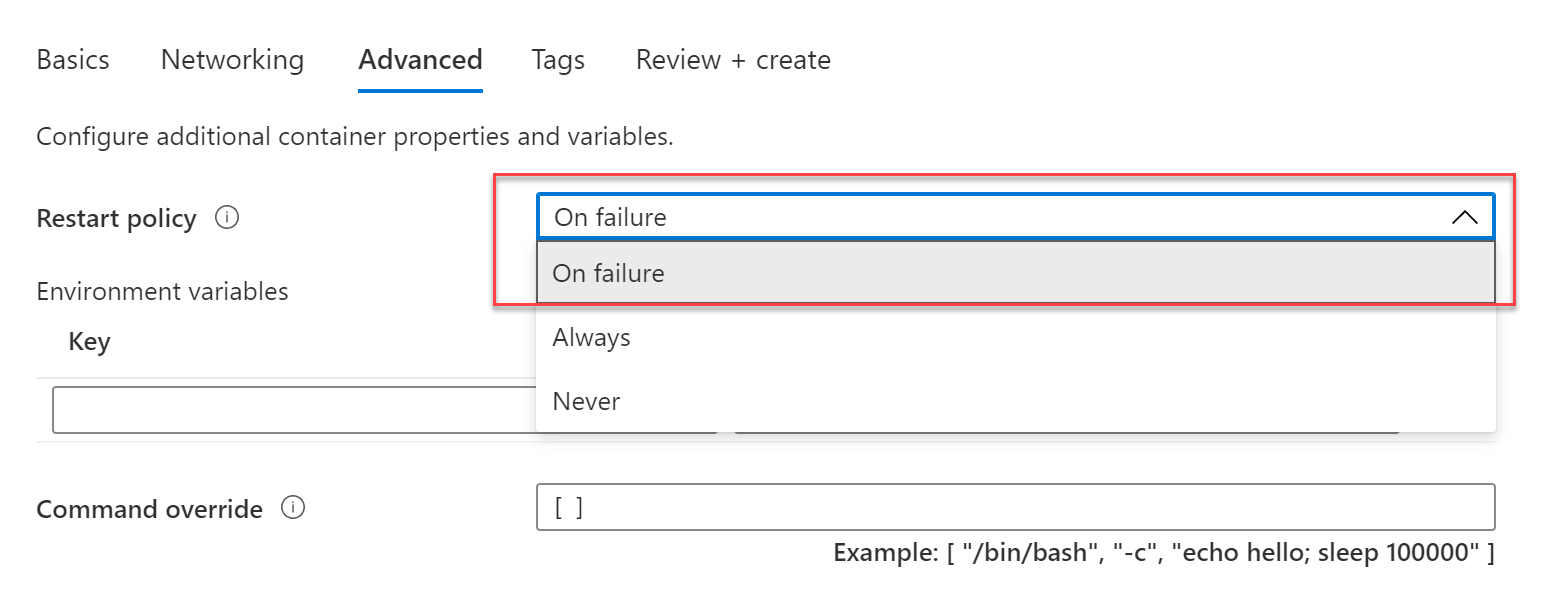 Basics Networking Advanced Tags Review + create
Configure additional container properties and variables.
Restart policy On failure
On failure
Environment variables
Always
Key
Never
Command override [ ]
Example: [ "/bin/bash", "-c", "echo hello; sleep 100000" ]